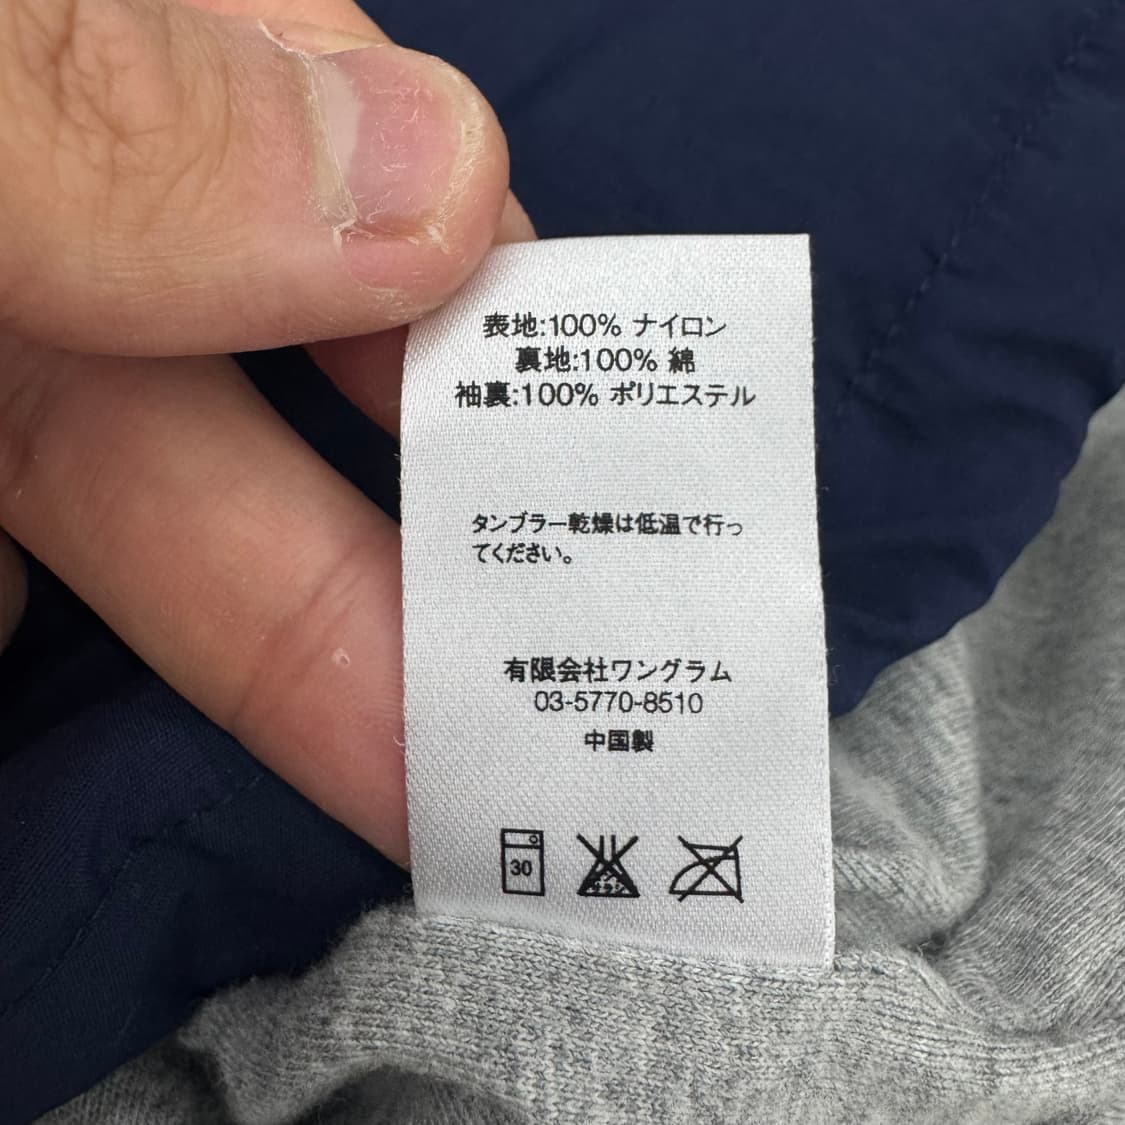 表地:100% ナイロン
裏地:100% 綿
袖裏:100% ポリエステル
タンブラー乾燥は低温で行っ
てください。
有限会社ワングラム
03-5770-8510
中国製
30